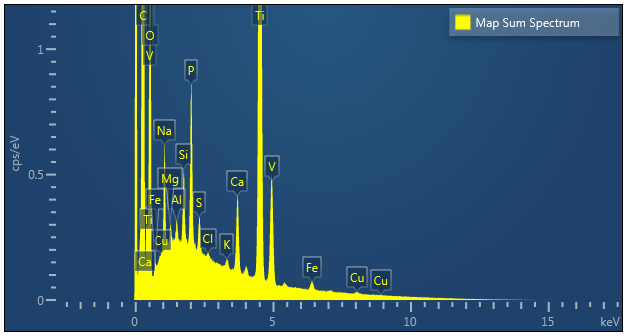 C
Ti
Map Sum Spectrum
O
1
V
P
Na
Si
cps/eV
V
0.5
Mg
Ca
Fe
Al
S
Ti
Cu
Cl
K
Ca
Fe
Cu
Cu
0
0
5
10
15
keV